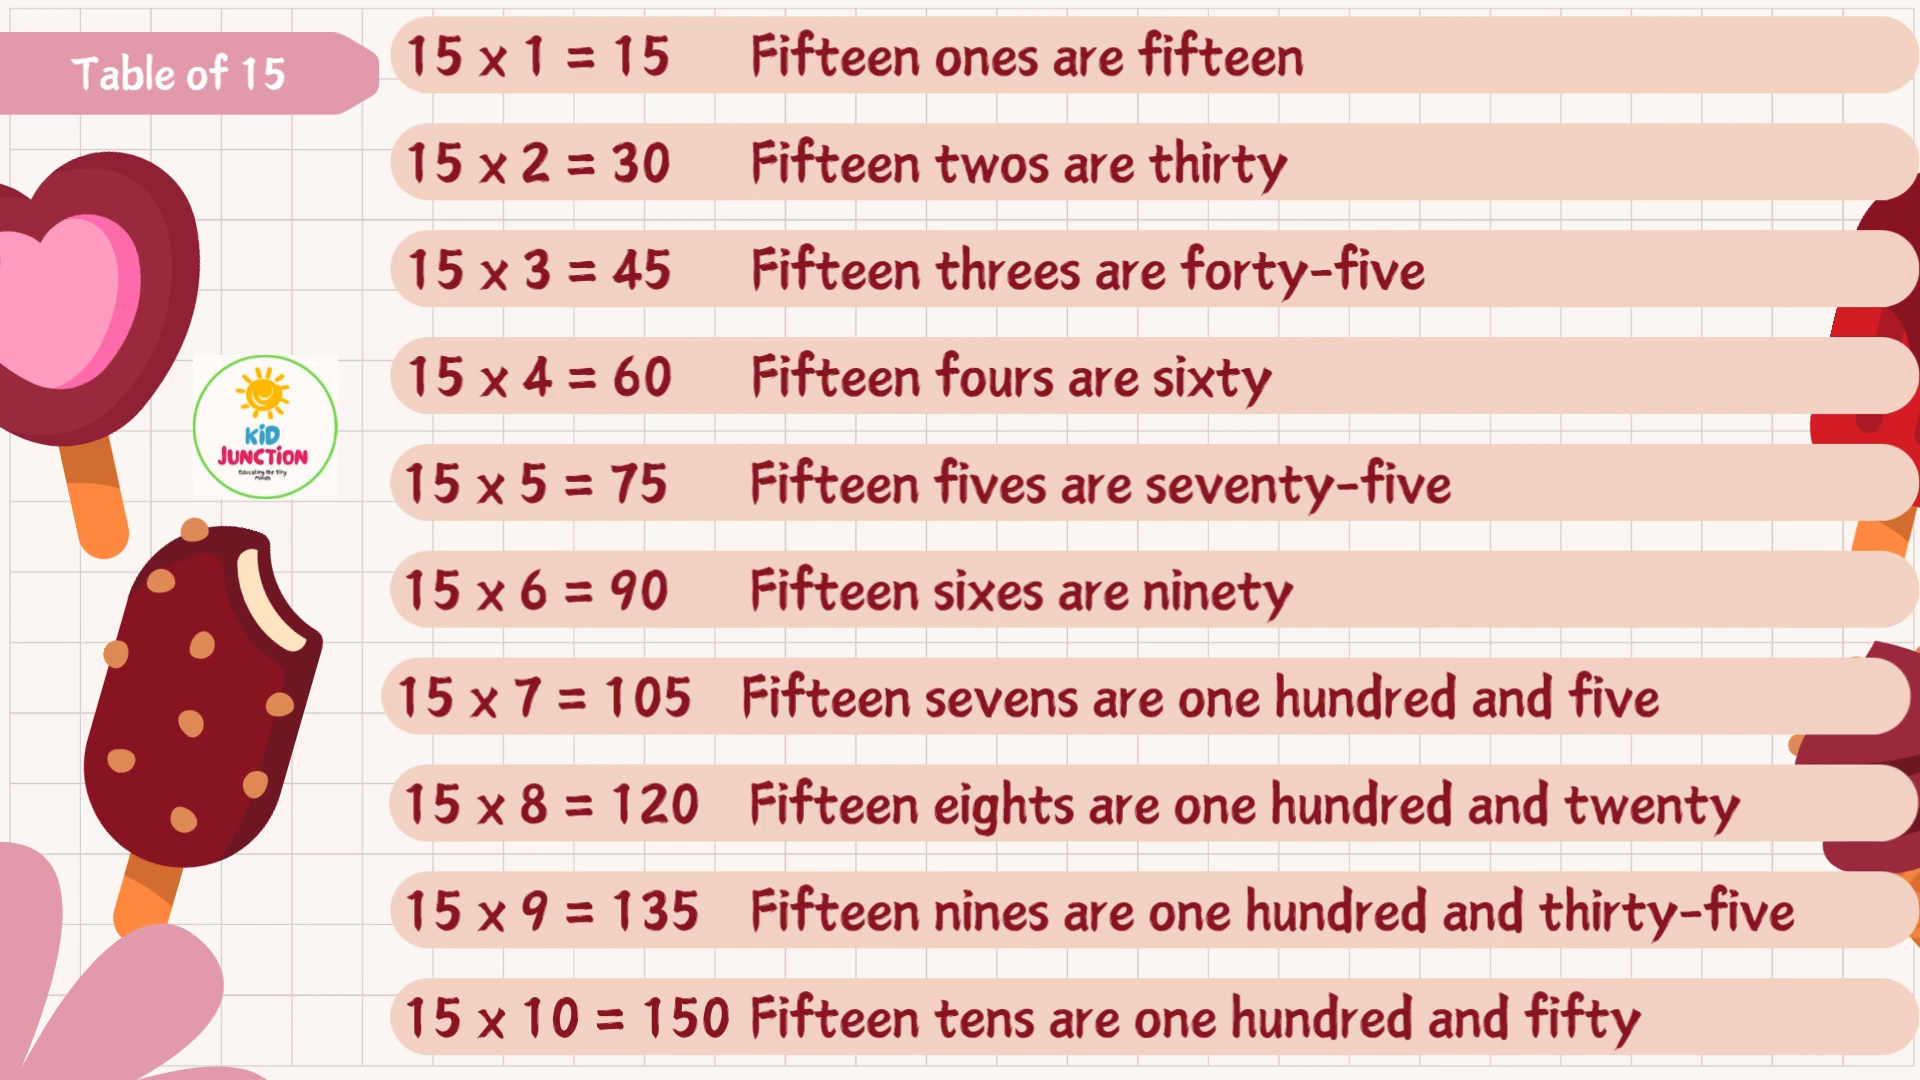 Table of 15
15 x 1 = 15 Fifteen ones are fifteen
15 x 2 = 30 Fifteen twos are thirty
15 x 3 = 45 Fifteen threes are forty-five
15 x 4 = 60 Fifteen fours are sixty
15 x 5 = 75 Fifteen fives are seventy-five
15 x 6 = 90 Fifteen sixes are ninety
15 x 7 = 105 Fifteen sevens are one hundred and five
15 x 8 = 120 Fifteen eights are one hundred and twenty
15 x 9 = 135 Fifteen nines are one hundred and thirty-five
15 x 10 = 150 Fifteen tens are one hundred and fifty
KiD
JUNCTiON
Educating the Tiny
Minds